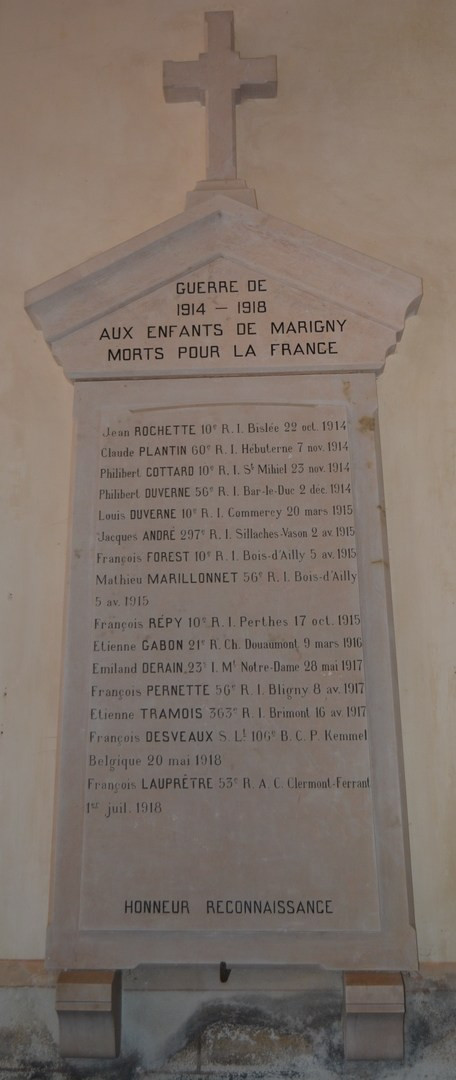 GUERRE DE
1914 - 1918
AUX ENFANTS DE MARIGNY
MORTS POUR LA FRANCE
Jean ROCHETTE 10e R. I. Bislée 22 oct. 1914
Claude PLANTIN 60e R. I. Hébuterne 7 nov. 1914
Philibert COTTARD 10e R. I. St Mihiel 23 nov. 1914
Philibert DUVERNE 56e R. I. Bar-le-Duc 2 déc. 1914
Louis DUVERNE 10e R. I. Commercy 20 mars 1915
Jacques ANDRÉ 297e R. I. Sillaches-Vason 2 av. 1915
François FOREST 10e R. I. Bois-d'Ailly 5 av. 1915
Mathieu MARILLONNET 56e R. I. Bois-d'Ailly
5 av. 1915
François RÉPY 10e R. I. Perthes 17 oct. 1915
Etienne GABON 21e R. Ch. Douaumont 9 mars 1916
Emiland DERAIN 23e I. Mt Notre-Dame 28 mai 1917
François PERNETTE 56e R. I. Bligny 8 av. 1917
Etienne TRAMOIS 363e R. I. Brimont 16 av. 1917
François DESVEAUX S. Lt 106e B. C. P. Kemmel
Belgique 20 mai 1918
François LAUPRÊTRE 53e R. A. C. Clermont-Ferrant
1er juil. 1918
HONNEUR RECONNAISSANCE